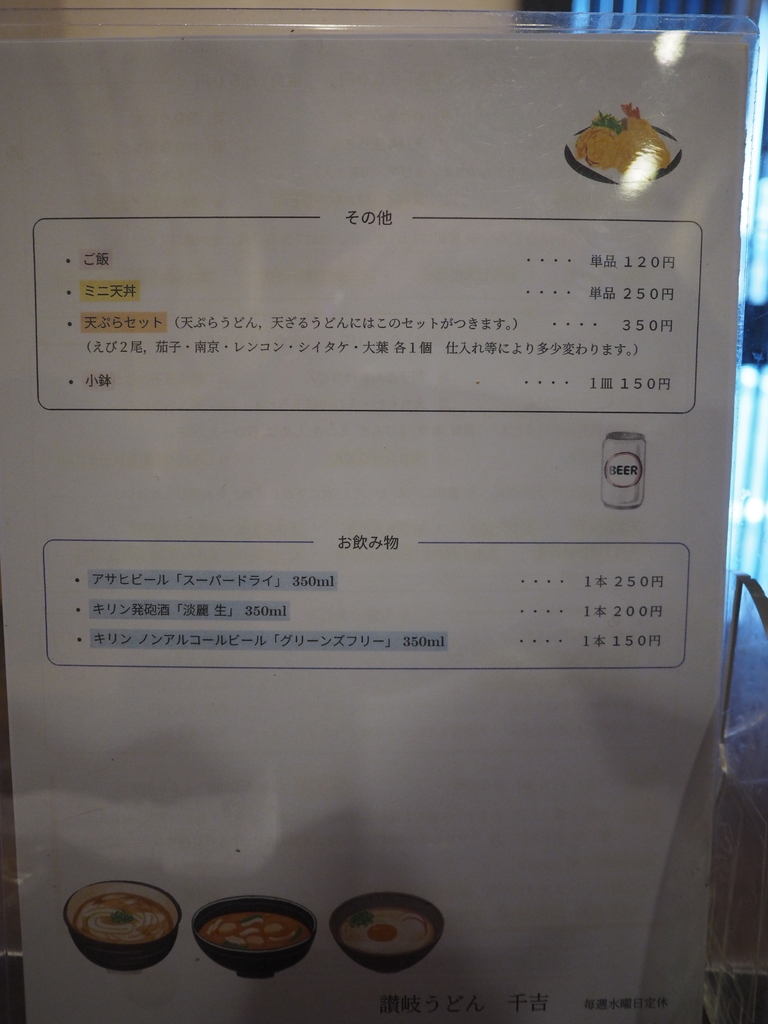 その他
・ご飯 ・・・・ 単品 120円
・ミニ天丼 ・・・・ 単品 250円
・天ぷらセット（天ぷらうどん，天ざるうどんにはこのセットがつきます。） ・・・・ 350円
（えび2尾，茄子・南京・レンコン・シイタケ・大葉 各1個 仕入れ等により多少変わります。）
・小鉢 ・・・・ 1皿 150円
BEER
お飲み物
・アサヒビール「スーパードライ」 350ml ・・・・ 1本 250円
・キリン発砲酒「淡麗 生」 350ml ・・・・ 1本 200円
・キリン ノンアルコールビール「グリーンズフリー」 350ml ・・・・ 1本 150円
讃岐うどん 千吉 毎週水曜日定休